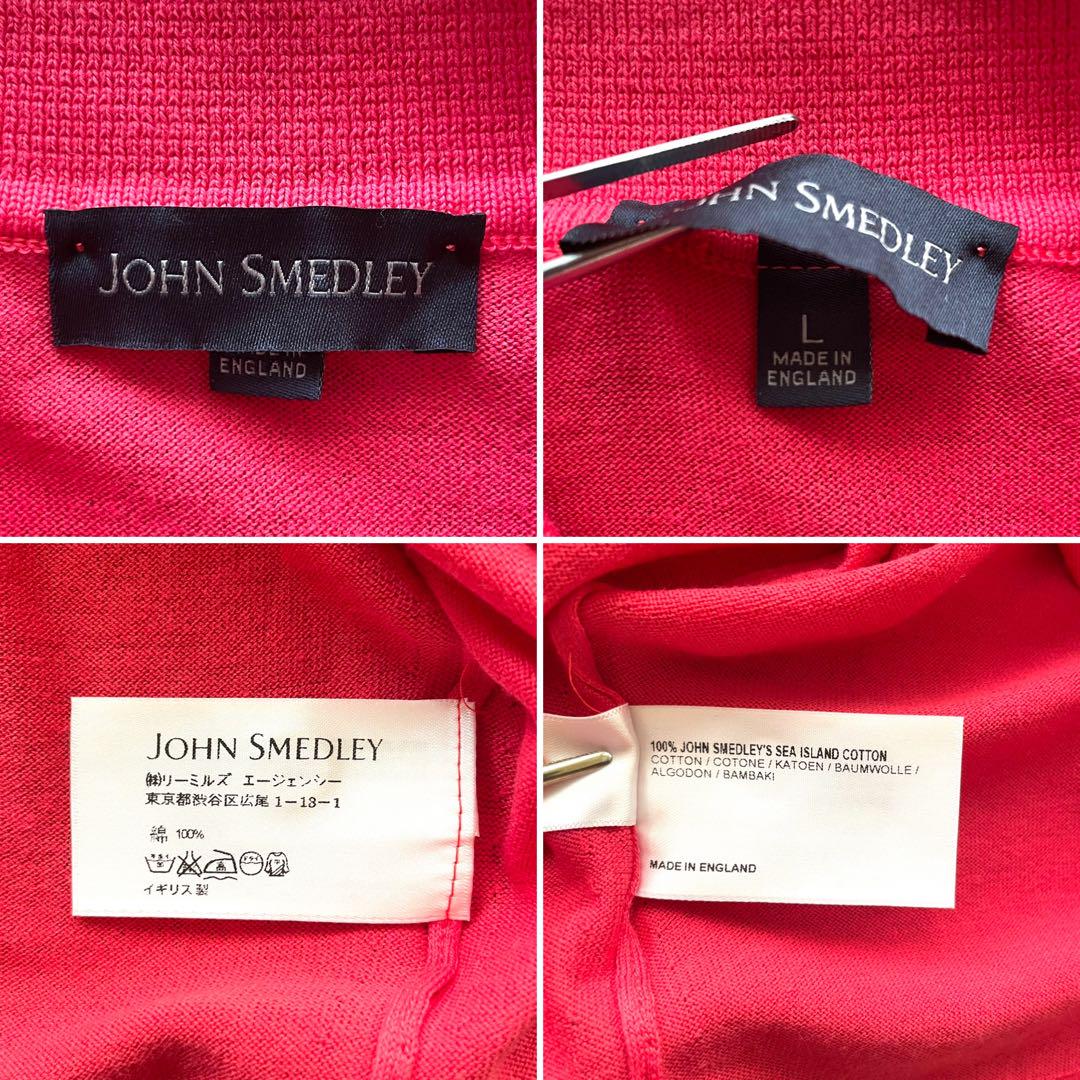 JOHN SMEDLEY
MADE IN
ENGLAND
JOHN SMEDLEY
L
MADE IN
ENGLAND
JOHN SMEDLEY
㈱リーミルズ エージェンシー
東京都渋谷区広尾1-13-1
綿 100%
イギリス製
100% JOHN SMEDLEY'S SEA ISLAND COTTON
COTTON / COTONE / KATOEN / BAUMWOLLE /
ALGODON / BAMBAKI
MADE IN ENGLAND